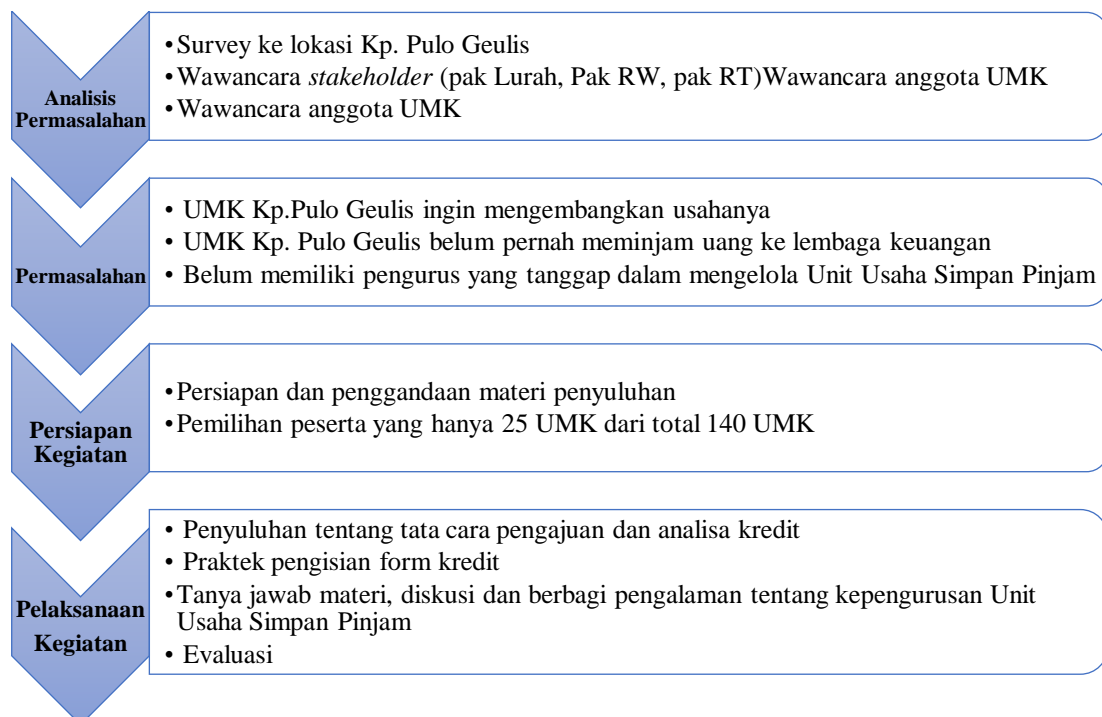 Analisis
Permasalahan
•Survey ke lokasi Kp. Pulo Geulis
•Wawancara stakeholder (pak Lurah, Pak RW, pak RT)Wawancara anggota UMK
•Wawancara anggota UMK
Permasalahan
• UMK Kp.Pulo Geulis ingin mengembangkan usahanya
• UMK Kp. Pulo Geulis belum pernah meminjam uang ke lembaga keuangan
• Belum memiliki pengurus yang tanggap dalam mengelola Unit Usaha Simpan Pinjam
Persiapan
Kegiatan
•Persiapan dan penggandaan materi penyuluhan
•Pemilihan peserta yang hanya 25 UMK dari total 140 UMK
Pelaksanaan
Kegiatan
• Penyuluhan tentang tata cara pengajuan dan analisa kredit
• Praktek pengisian form kredit
•Tanya jawab materi, diskusi dan berbagi pengalaman tentang kepengurusan Unit
Usaha Simpan Pinjam
• Evaluasi